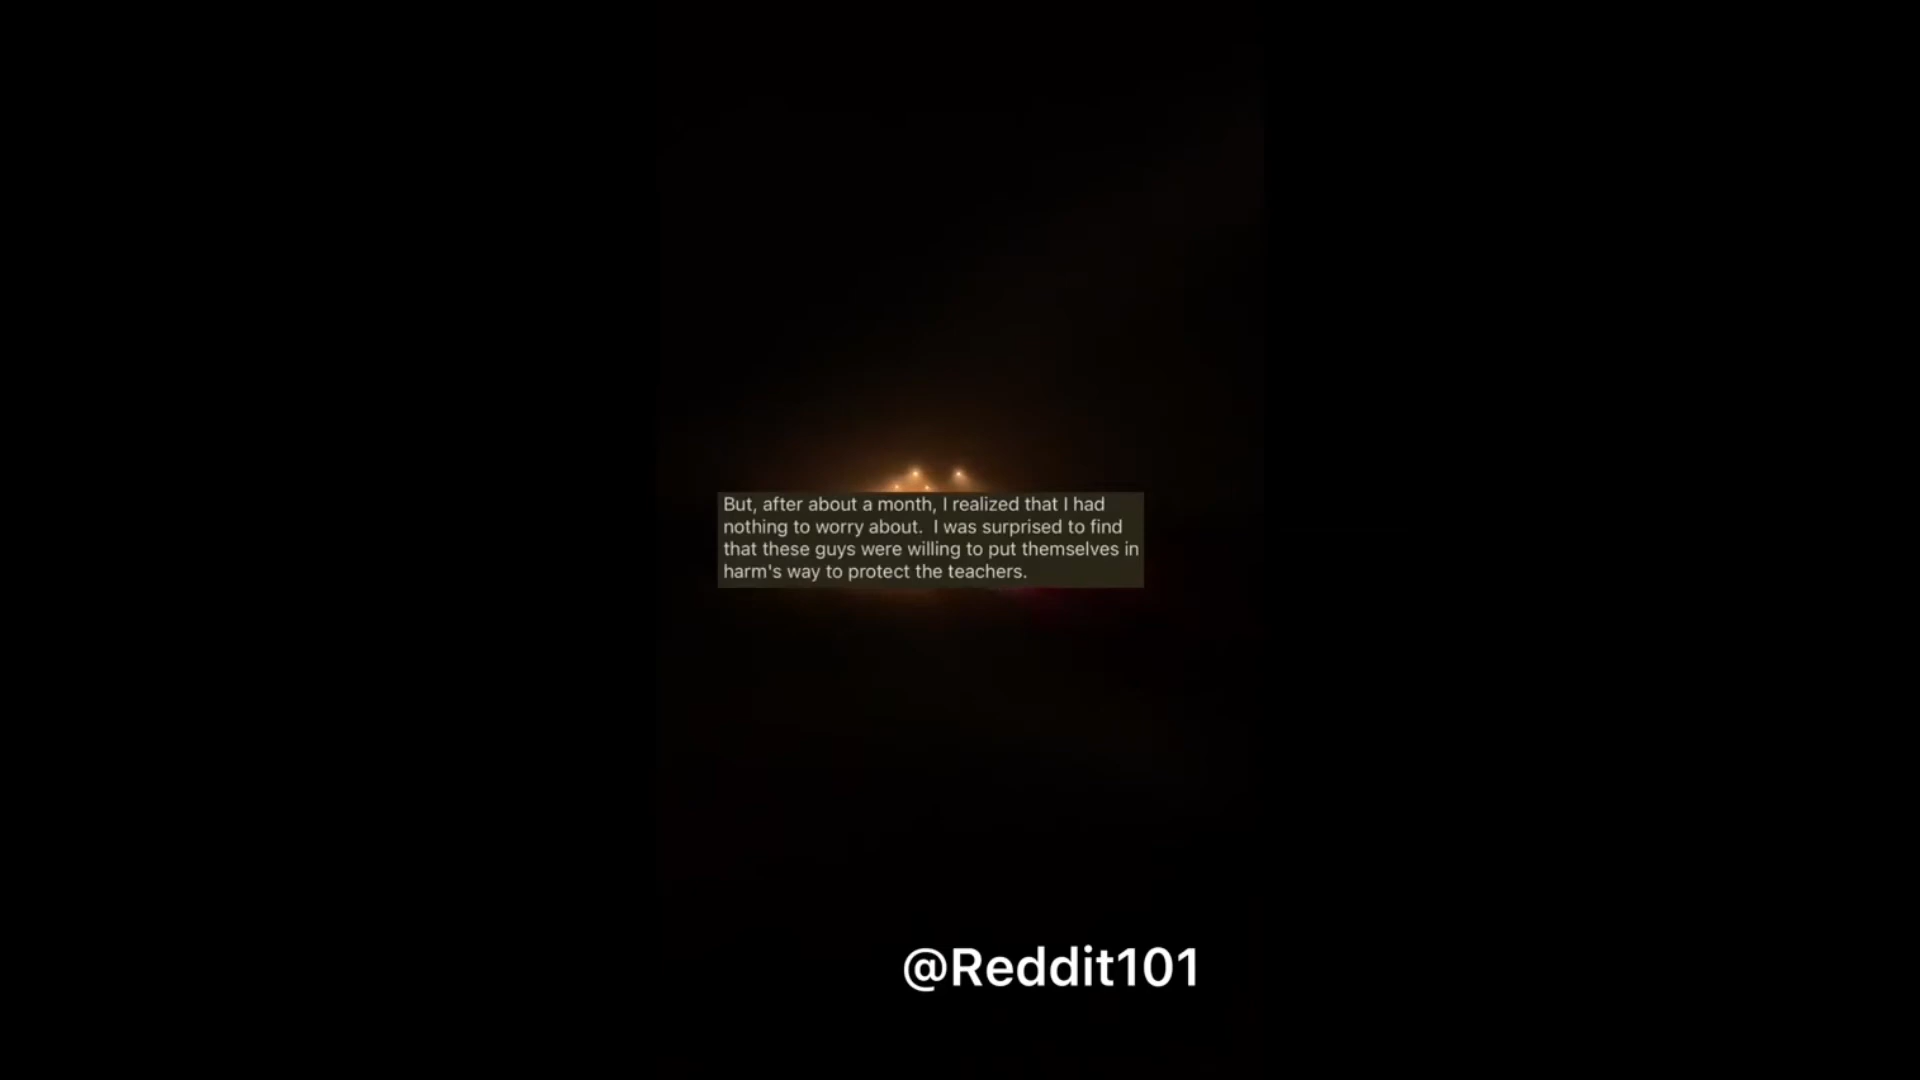 But, after about a month, I realized that I had
nothing to worry about.  I was surprised to find
that these guys were willing to put themselves in
harm's way to protect the teachers.
@Reddit101